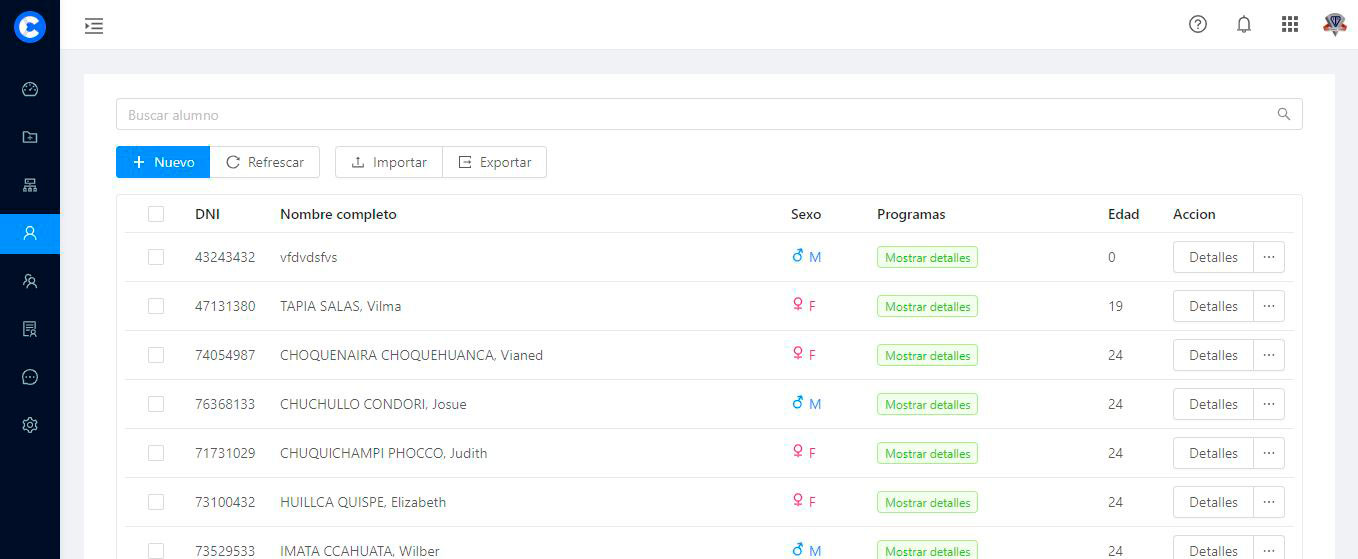 Buscar alumno
Nuevo Refrescar Importar Exportar
DNI Nombre completo Sexo Programas Edad Accion
43243432 vfdvdsfvs M Mostrar detalles 0 Detalles ...
47131380 TAPIA SALAS, Vilma F Mostrar detalles 19 Detalles ...
74054987 CHOQUENAIRA CHOQUEHUANCA, Vianed F Mostrar detalles 24 Detalles ...
76368133 CHUCHULLO CONDORI, Josue M Mostrar detalles 24 Detalles ...
71731029 CHUQUICHAMPI PHOCCO, Judith F Mostrar detalles 24 Detalles ...
73100432 HUILLCA QUISPE, Elizabeth F Mostrar detalles 24 Detalles ...
73529533 IMATA CCAHUATA, Wilber M Mostrar detalles 24 Detalles ...